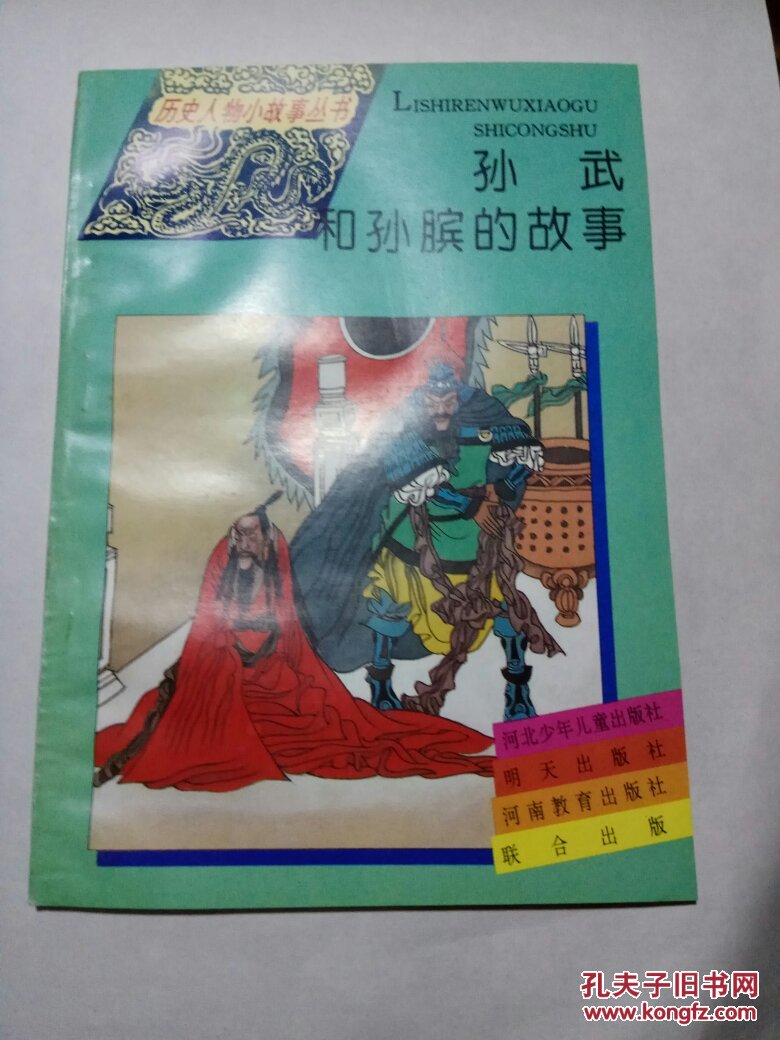 历史人物小故事丛书
LISHIRENWUXIAOGU
SHICONGSHU
孙武
和孙膑的故事
河北少年儿童出版社
明天出版社
河南教育出版社
联合出版
孔夫子旧书网
www.kongfz.com